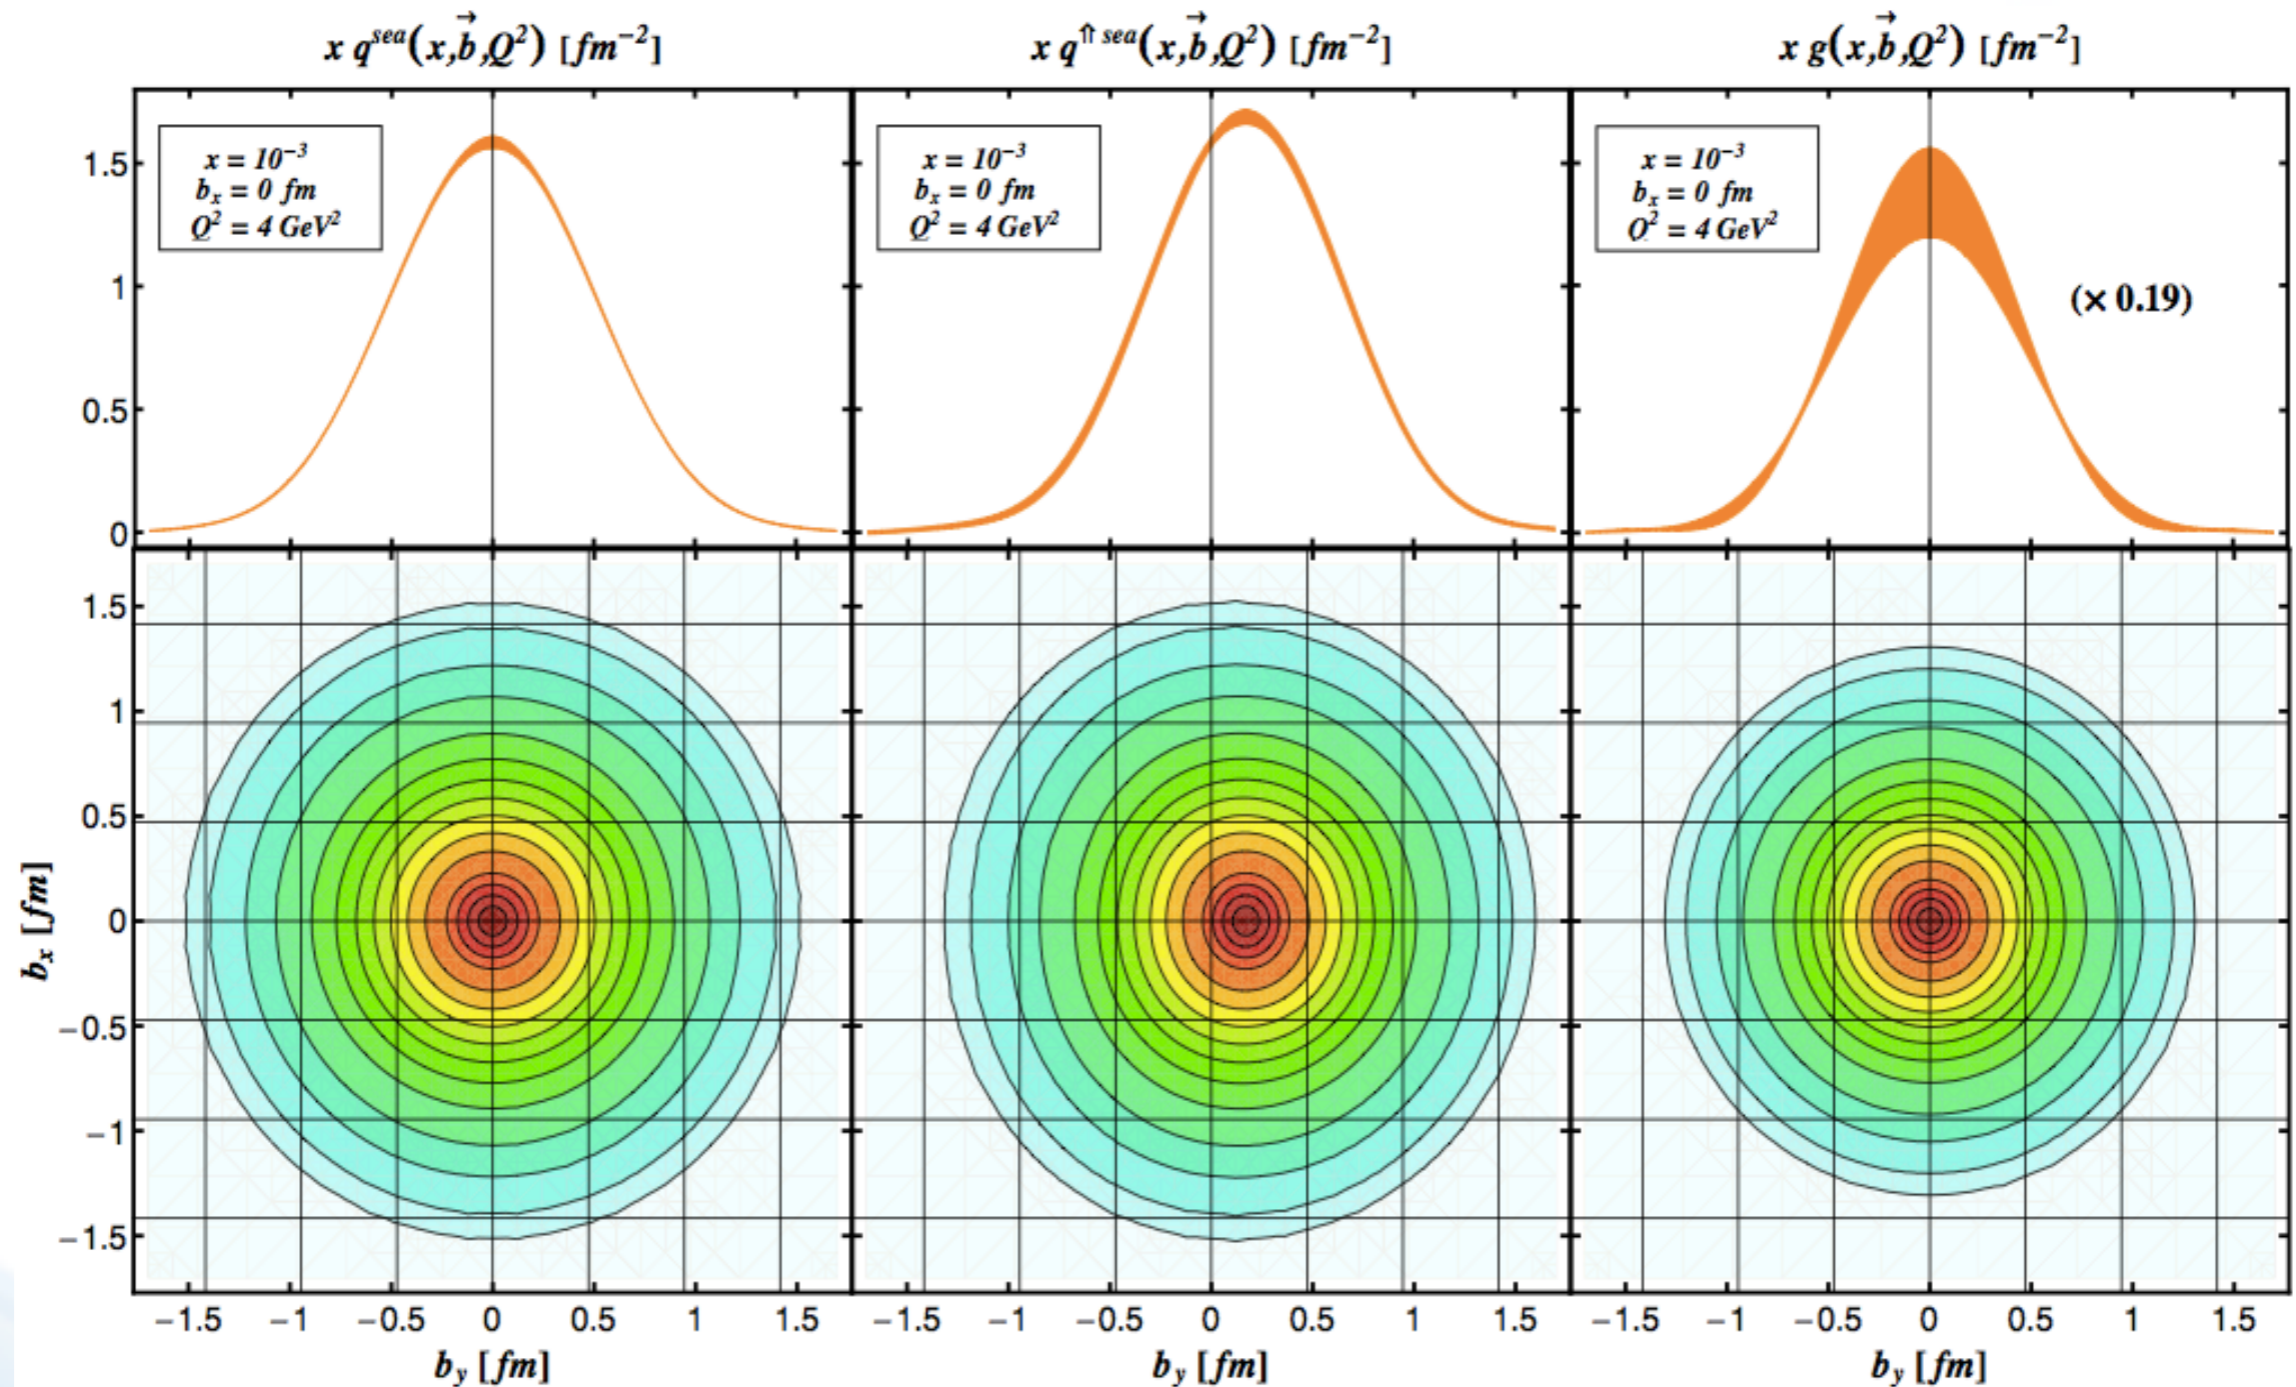 x q^{sea}(x,\vec{b},Q²) [fm⁻²]
x q^{⇑ sea}(x,\vec{b},Q²) [fm⁻²]
x g(x,\vec{b},Q²) [fm⁻²]
x = 10⁻³
b_x = 0 fm
Q² = 4 GeV²
x = 10⁻³
b_x = 0 fm
Q² = 4 GeV²
x = 10⁻³
b_x = 0 fm
Q² = 4 GeV²
(× 0.19)
1.5
1
0.5
0
1.5
1
0.5
0
−0.5
−1
−1.5
b_x [fm]
−1.5 −1 −0.5 0 0.5 1 1.5
−1.5 −1 −0.5 0 0.5 1 1.5
−1.5 −1 −0.5 0 0.5 1 1.5
b_y [fm]
b_y [fm]
b_y [fm]